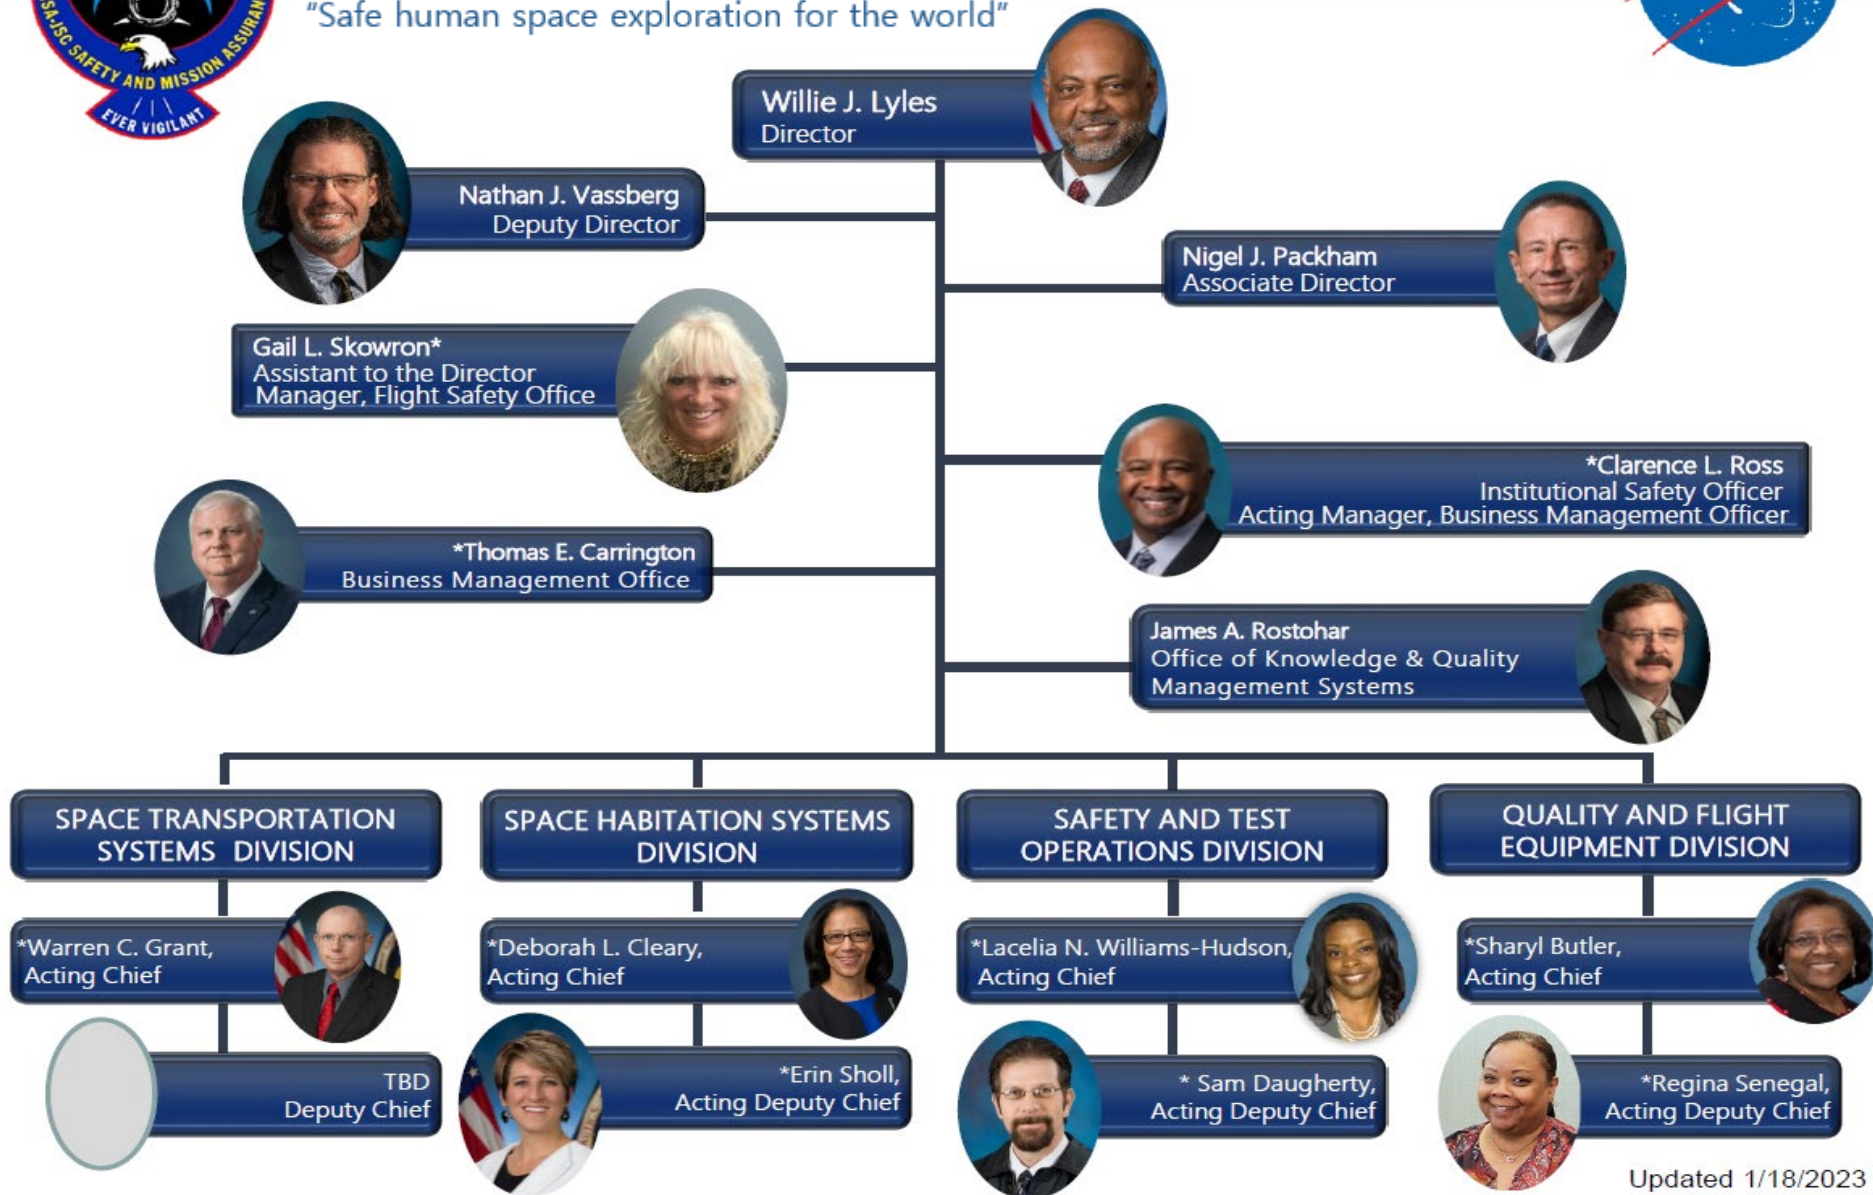 "Safe human space exploration for the world"
SAFETY AND MISSION
EVER VIGILANT
Willie J. Lyles
Director
Nathan J. Vassberg
Deputy Director
Nigel J. Packham
Associate Director
Gail L. Skowron*
Assistant to the Director
Manager, Flight Safety Office
*Clarence L. Ross
Institutional Safety Officer
Acting Manager, Business Management Officer
*Thomas E. Carrington
Business Management Office
James A. Rostohar
Office of Knowledge & Quality
Management Systems
SPACE TRANSPORTATION
SYSTEMS DIVISION
*Warren C. Grant,
Acting Chief
TBD
Deputy Chief
SPACE HABITATION SYSTEMS
DIVISION
*Deborah L. Cleary,
Acting Chief
*Erin Sholl,
Acting Deputy Chief
SAFETY AND TEST
OPERATIONS DIVISION
*Lacelia N. Williams-Hudson,
Acting Chief
* Sam Daugherty,
Acting Deputy Chief
QUALITY AND FLIGHT
EQUIPMENT DIVISION
*Sharyl Butler,
Acting Chief
*Regina Senegal,
Acting Deputy Chief
Updated 1/18/2023